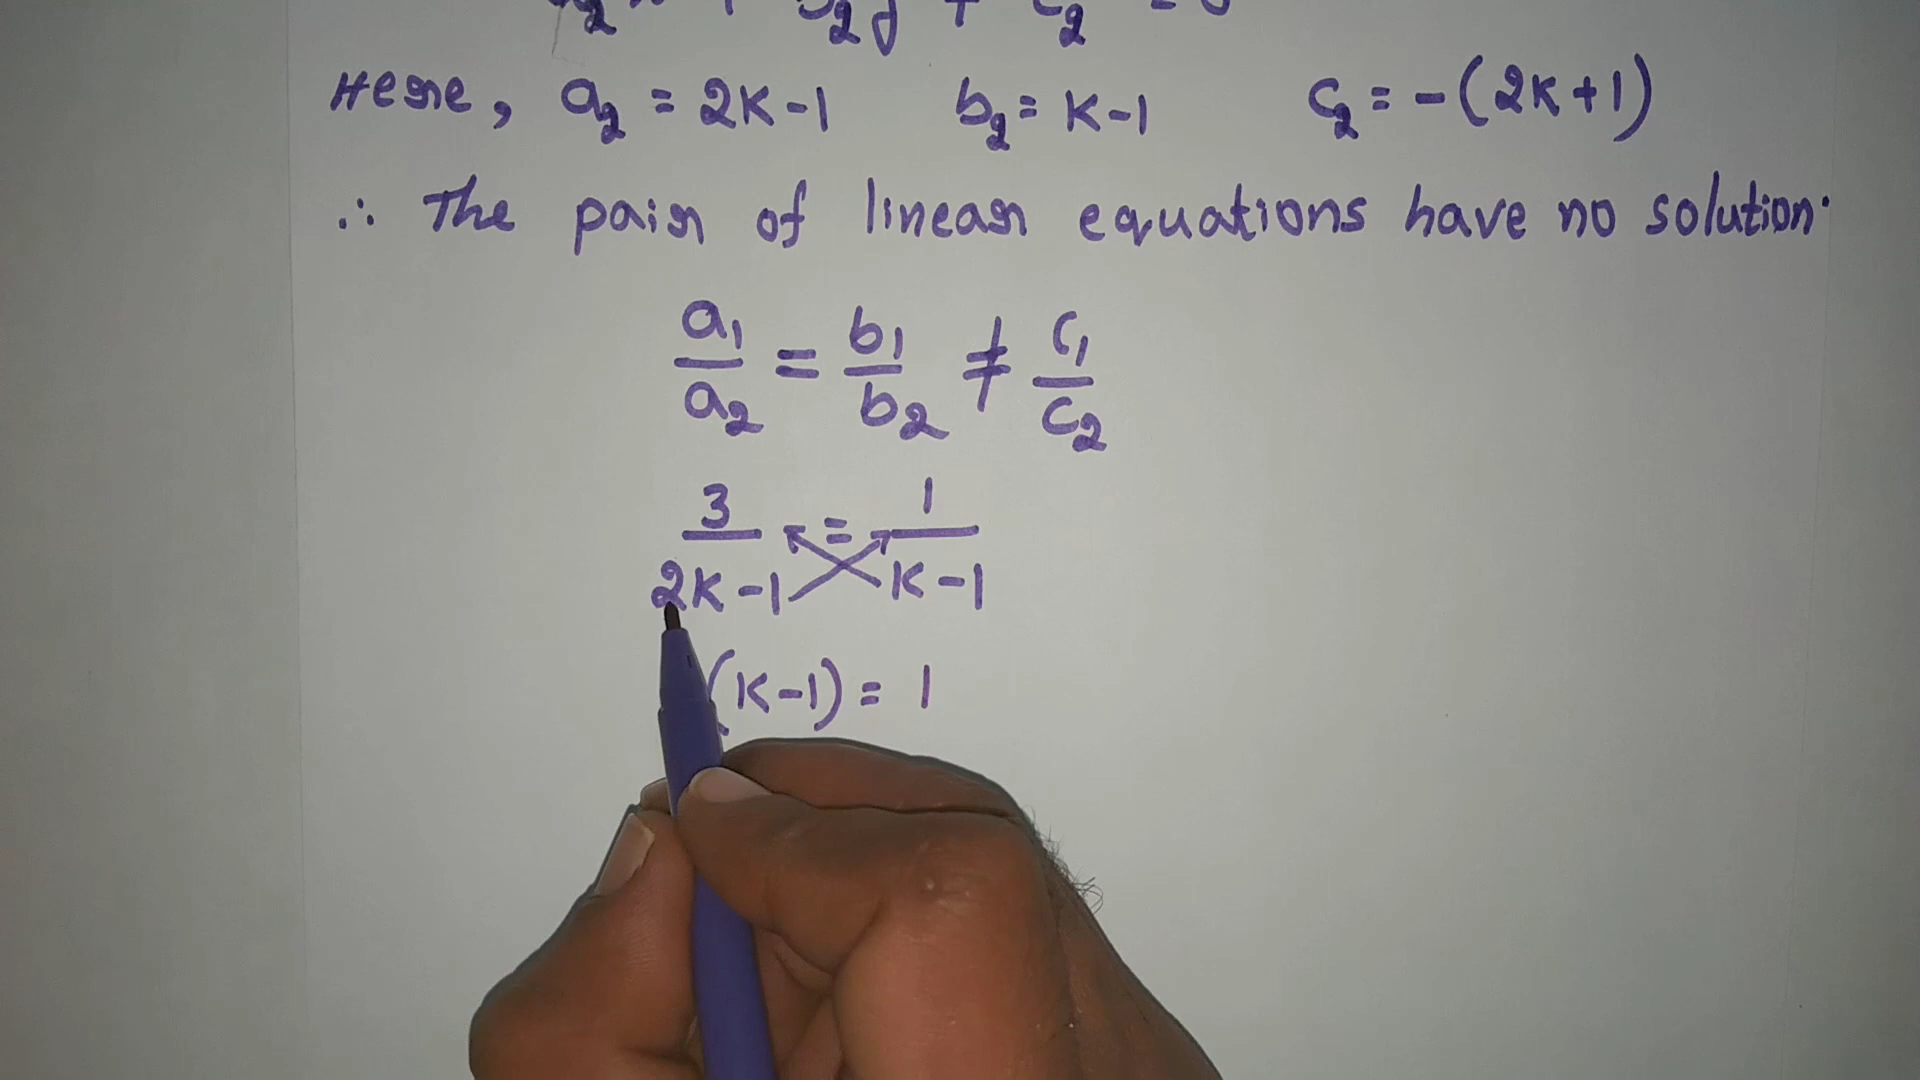 Here, a₂ = 2K-1 b₂ = K-1 C₂ = -(2K+1)
∴ The pair of linear equations have no solution.
a₁/a₂ = b₁/b₂ ≠ C₁/C₂
3/2K-1 = 1/K-1
(K-1) = 1